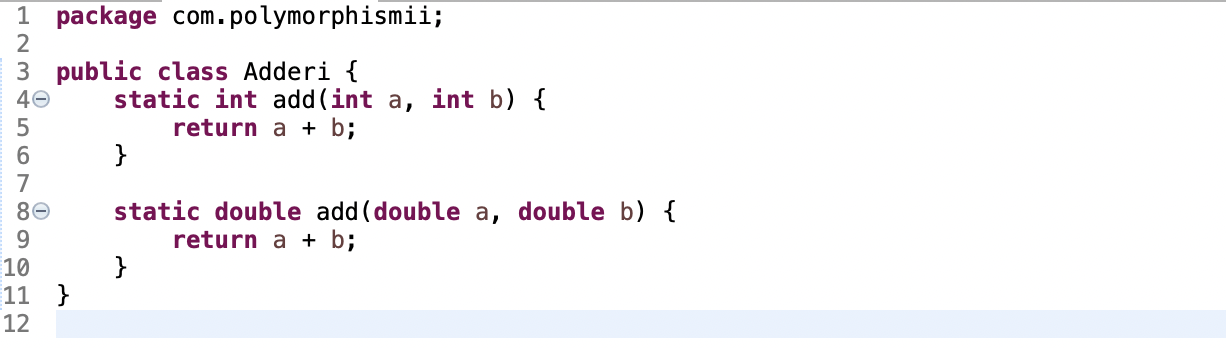 1 package com.polymorphismii;
2
3 public class Adderi {
4 static int add(int a, int b) {
5 return a + b;
6 }
7
8 static double add(double a, double b) {
9 return a + b;
10 }
11 }
12